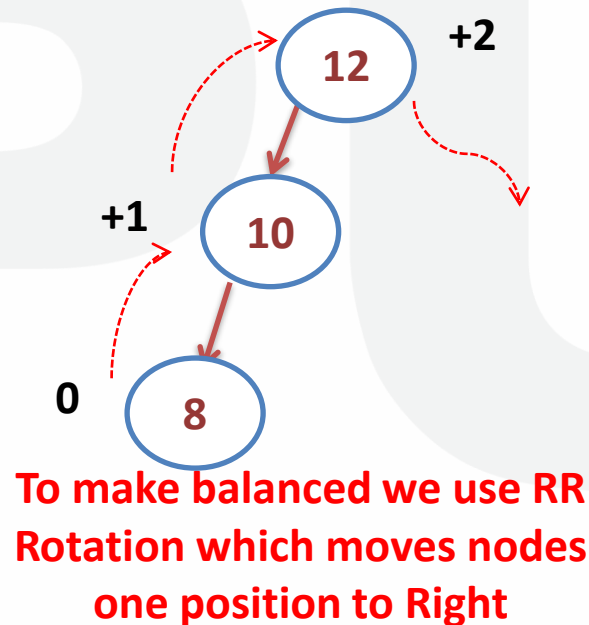 +2
12
+1
10
0
8
To make balanced we use RR
Rotation which moves nodes
one position to Right